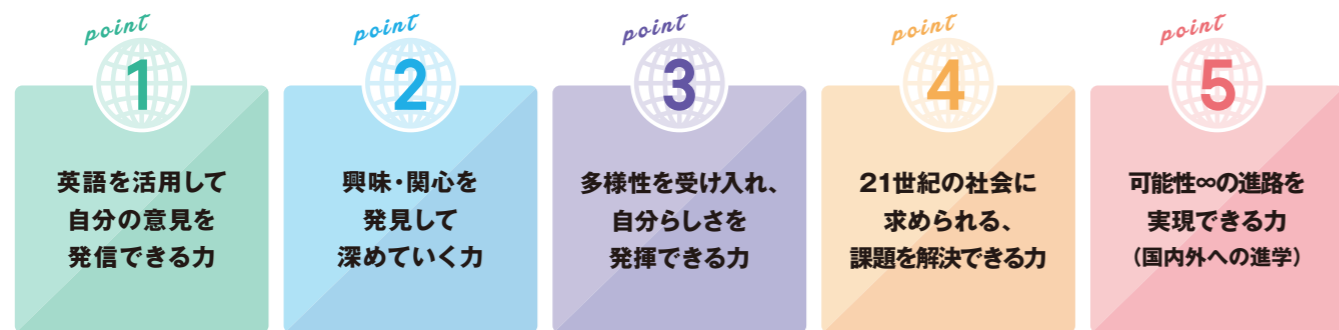 point
1
英語を活用して
自分の意見を
発信できる力
point
2
興味・関心を
発見して
深めていく力
point
3
多様性を受け入れ、
自分らしさを
発揮できる力
point
4
21世紀の社会に
求められる、
課題を解決できる力
point
5
可能性∞の進路を
実現できる力
（国内外への進学）